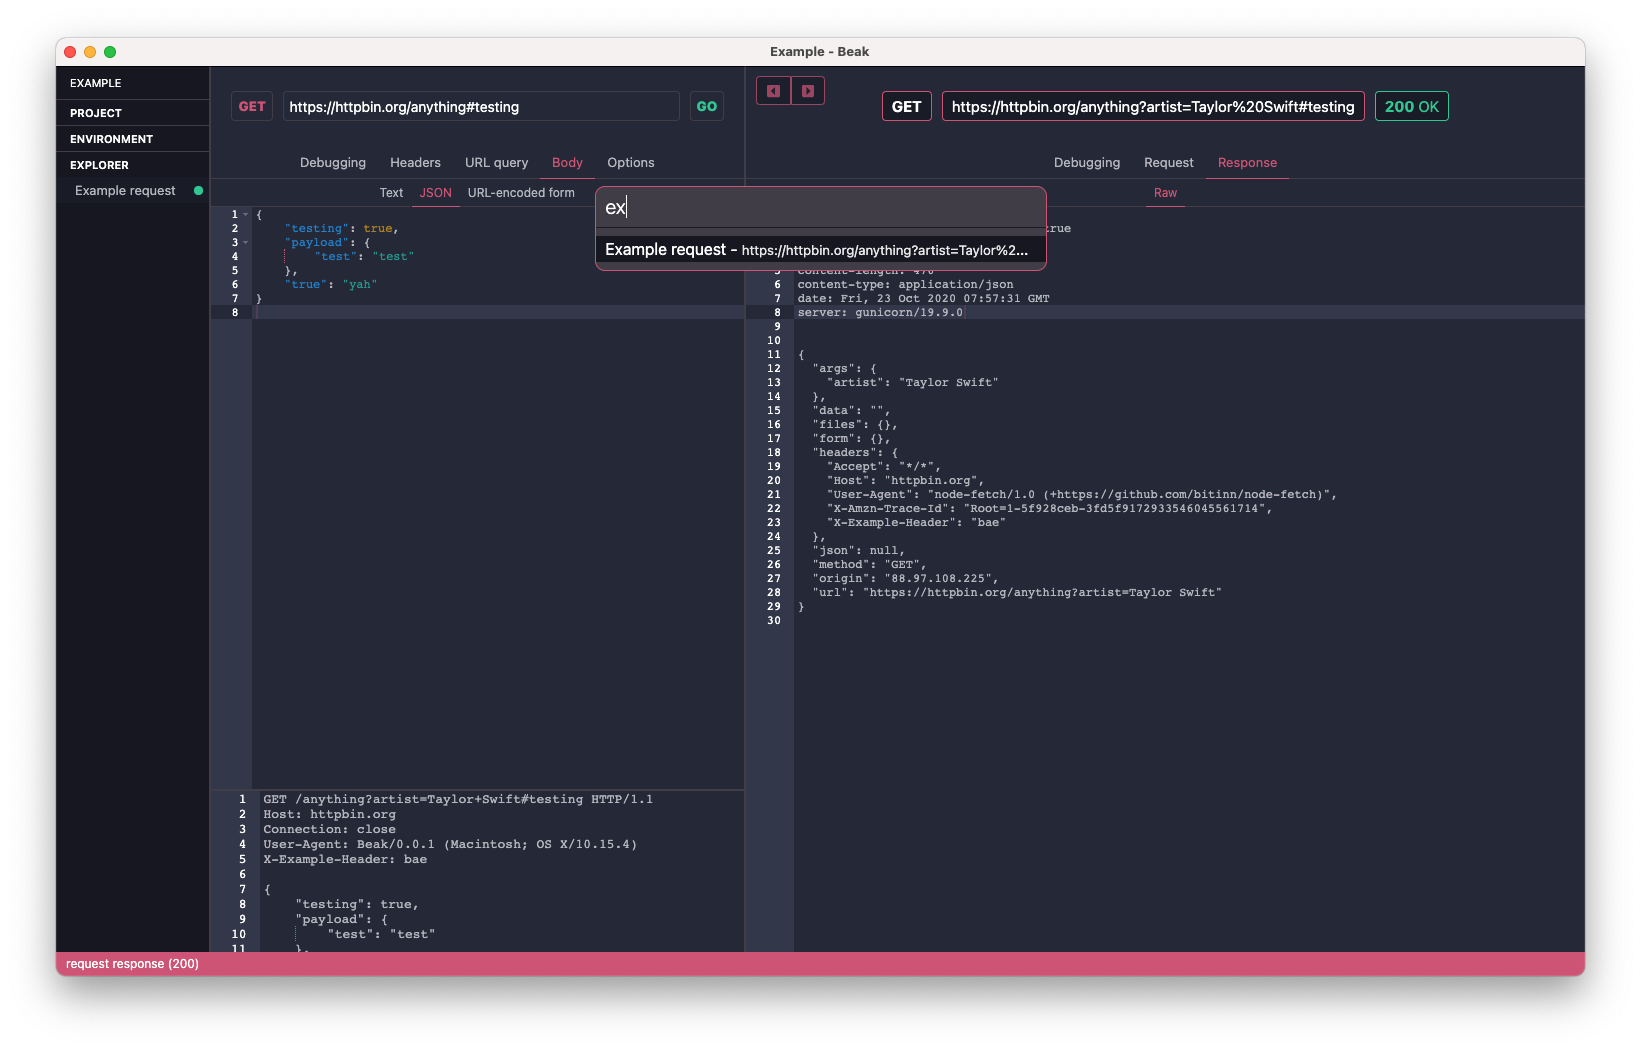 Example - Beak
EXAMPLE
PROJECT
ENVIRONMENT
EXPLORER
Example request
GET https://httpbin.org/anything#testing GO
Debugging Headers URL query Body Options
Text JSON URL-encoded form
1 {
2 "testing": true,
3 "payload": {
4 "test": "test"
5 },
6 "true": "yah"
7 }
8
1 GET /anything?artist=Taylor+Swift#testing HTTP/1.1
2 Host: httpbin.org
3 Connection: close
4 User-Agent: Beak/0.0.1 (Macintosh; OS X/10.15.4)
5 X-Example-Header: bae
6
7 {
8 "testing": true,
9 "payload": {
10 "test": "test"
11 },
GET https://httpbin.org/anything?artist=Taylor%20Swift#testing 200 OK
Debugging Request Response
Raw
ex
Example request - https://httpbin.org/anything?artist=Taylor%2...
true
5 content-length: 470
6 content-type: application/json
7 date: Fri, 23 Oct 2020 07:57:31 GMT
8 server: gunicorn/19.9.0
9
10
11 {
12 "args": {
13 "artist": "Taylor Swift"
14 },
15 "data": "",
16 "files": {},
17 "form": {},
18 "headers": {
19 "Accept": "*/*",
20 "Host": "httpbin.org",
21 "User-Agent": "node-fetch/1.0 (+https://github.com/bitinn/node-fetch)",
22 "X-Amzn-Trace-Id": "Root=1-5f928ceb-3fd5f9172933546045561714",
23 "X-Example-Header": "bae"
24 },
25 "json": null,
26 "method": "GET",
27 "origin": "88.97.108.225",
28 "url": "https://httpbin.org/anything?artist=Taylor Swift"
29 }
30
request response (200)